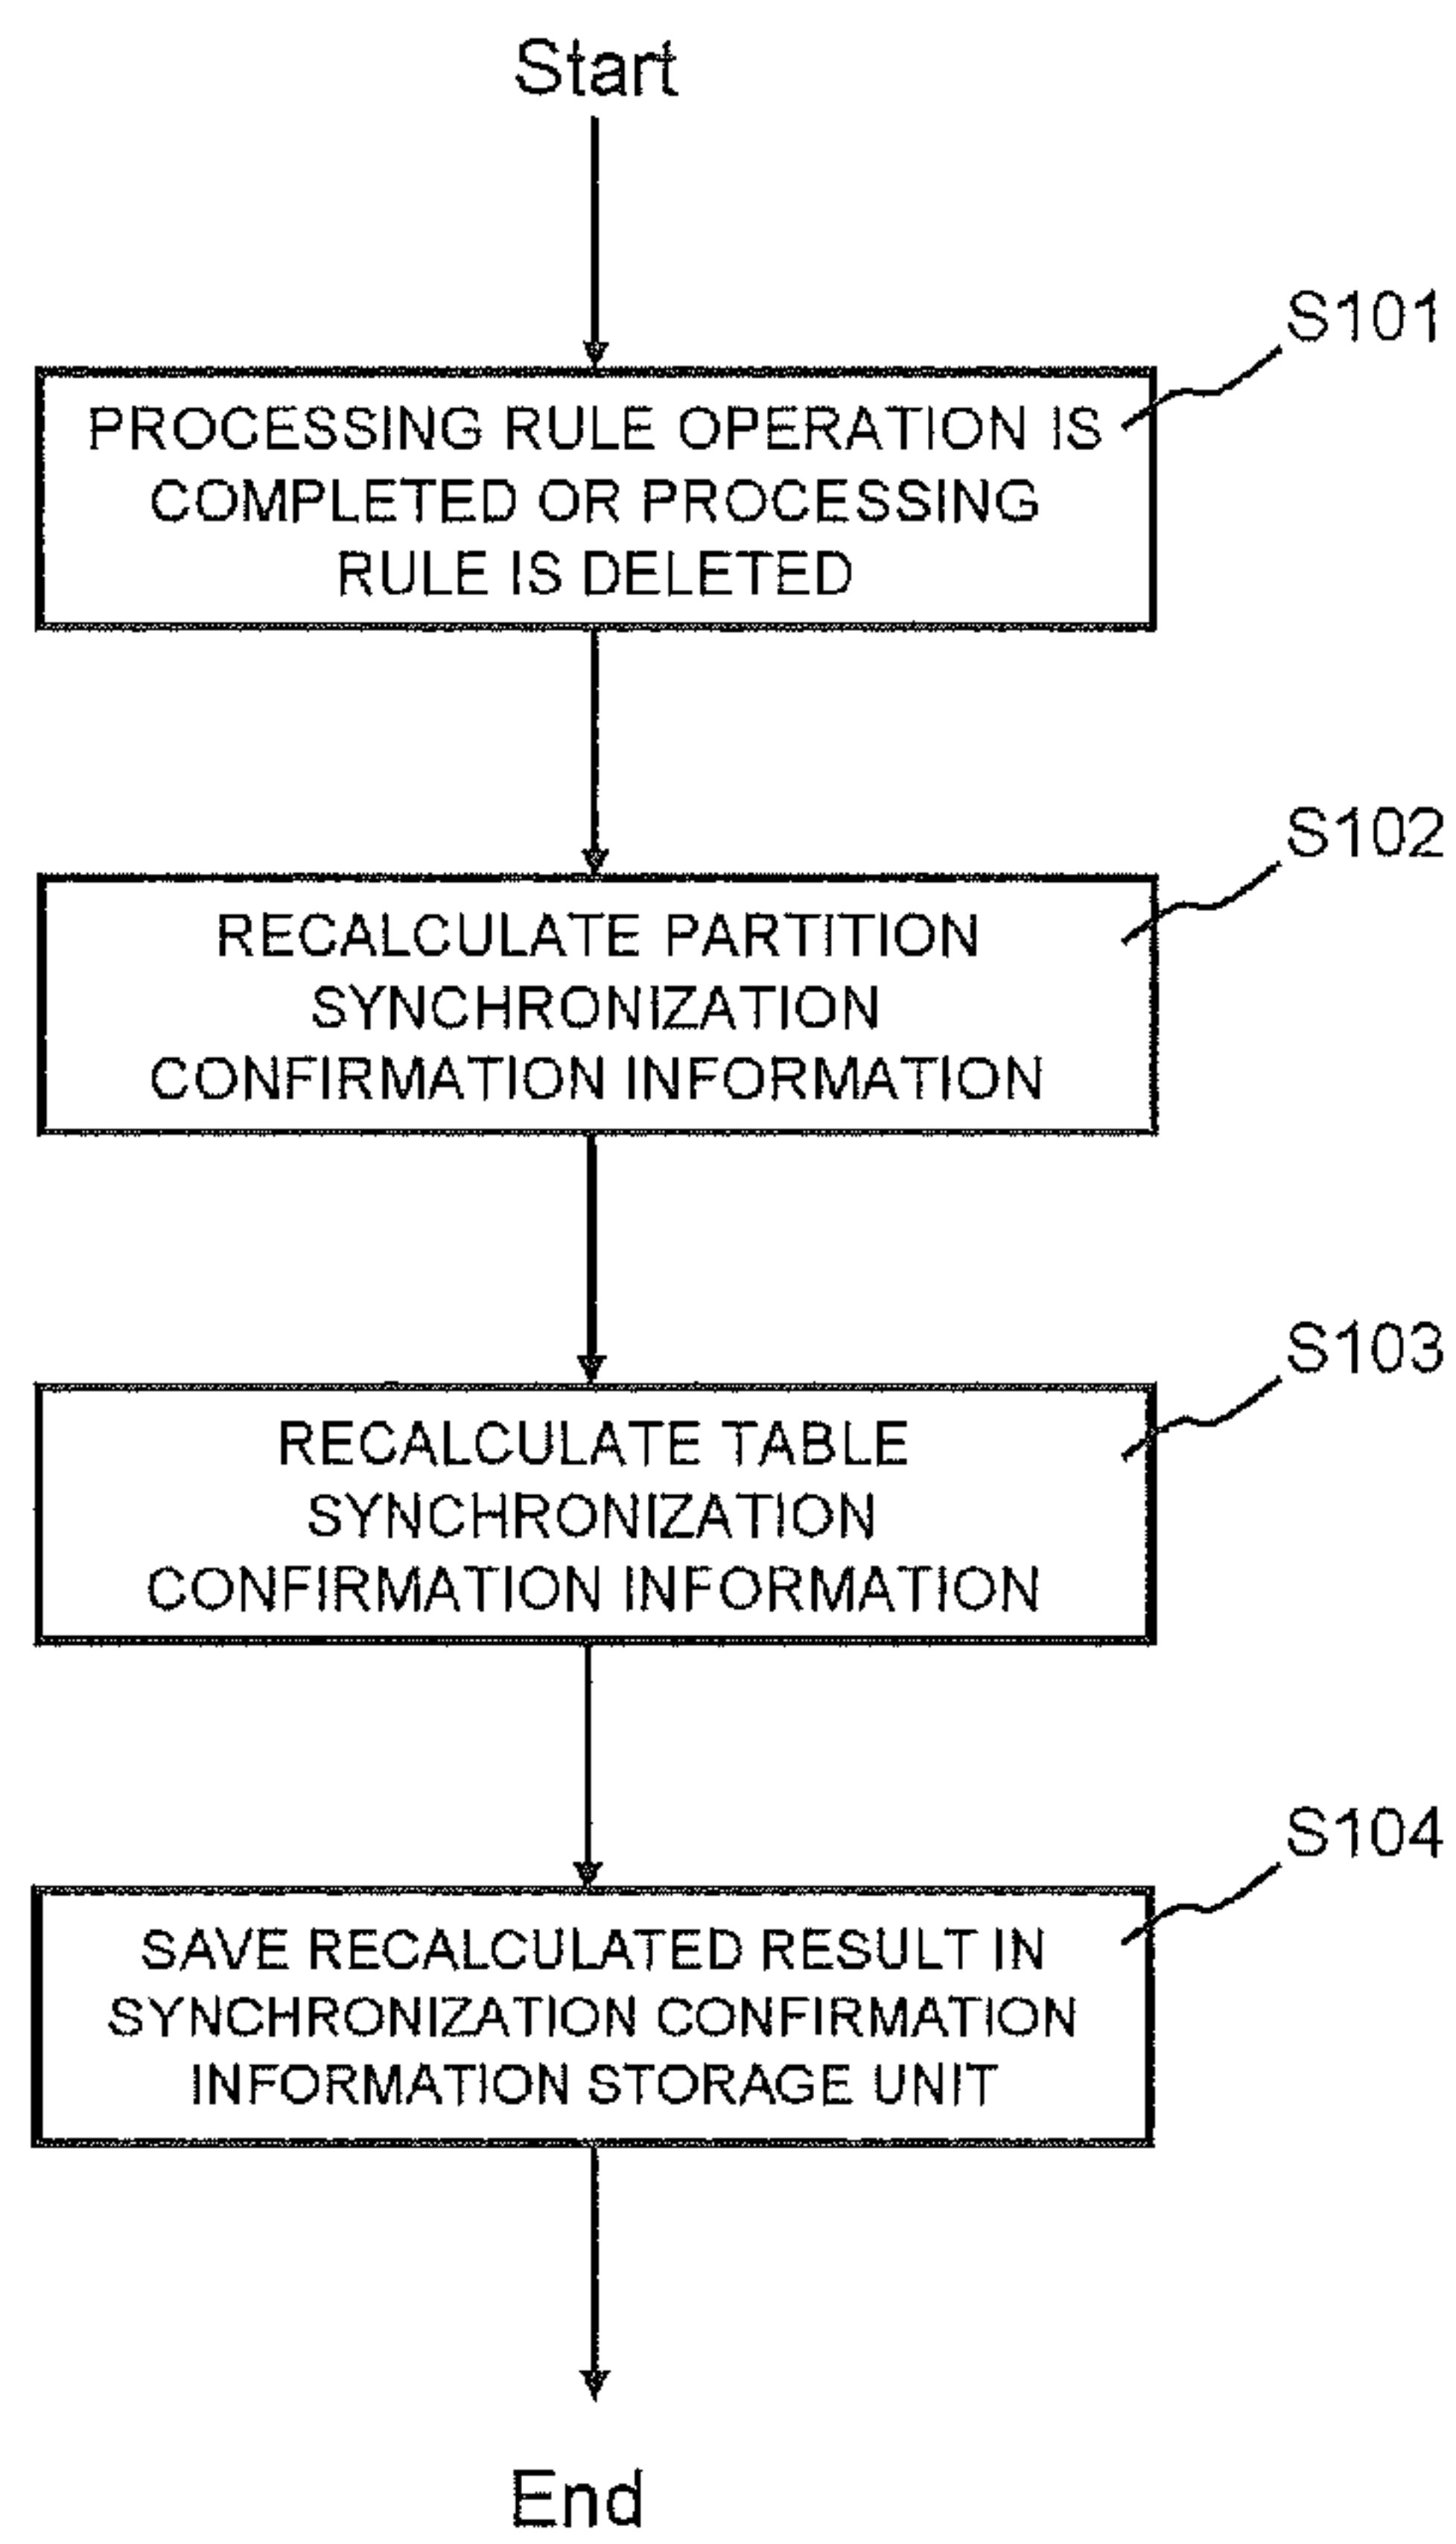 Start
S101
PROCESSING RULE OPERATION IS
COMPLETED OR PROCESSING
RULE IS DELETED
S102
RECALCULATE PARTITION
SYNCHRONIZATION
CONFIRMATION INFORMATION
S103
RECALCULATE TABLE
SYNCHRONIZATION
CONFIRMATION INFORMATION
S104
SAVE RECALCULATED RESULT IN
SYNCHRONIZATION CONFIRMATION
INFORMATION STORAGE UNIT
End